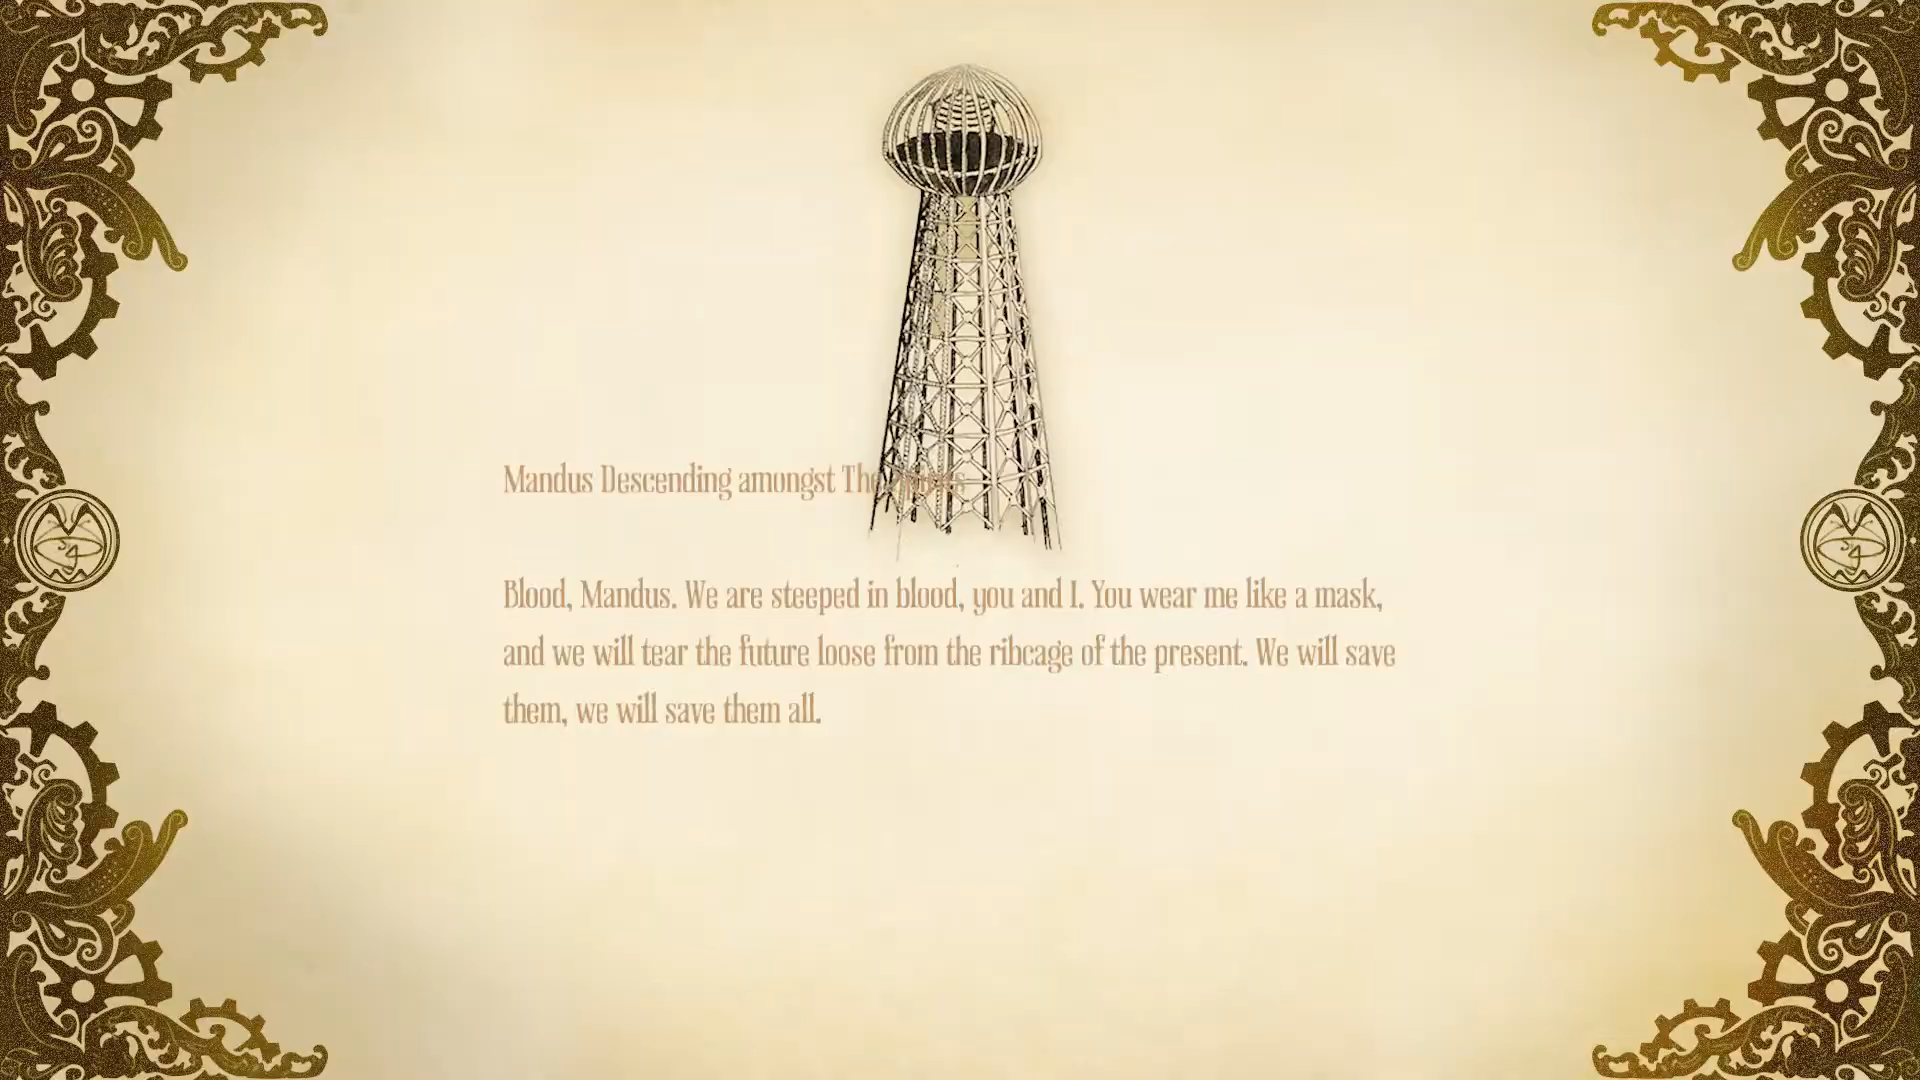 Mandus Descending amongst The
Blood, Mandus. We are steeped in blood, you and I. You wear me like a mask,
and we will tear the future loose from the ribcage of the present. We will save
them, we will save them all.